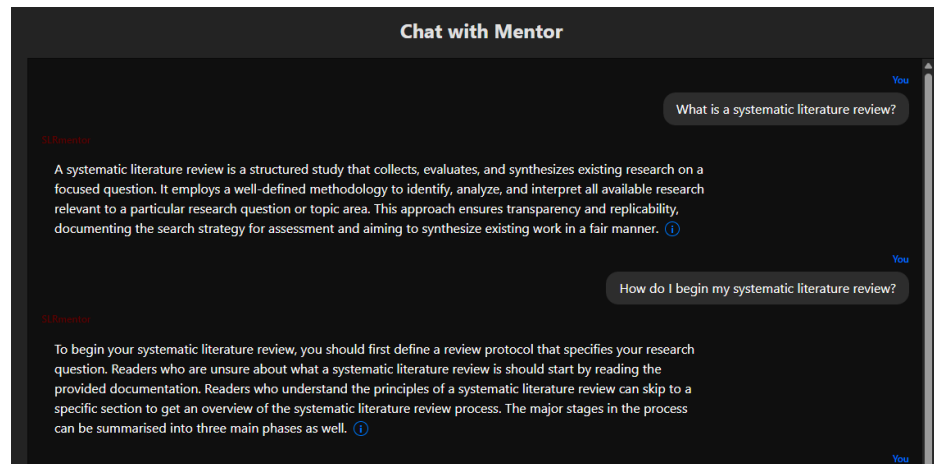 Chat with Mentor
You
What is a systematic literature review?
SLRmentor
A systematic literature review is a structured study that collects, evaluates, and synthesizes existing research on a
focused question. It employs a well-defined methodology to identify, analyze, and interpret all available research
relevant to a particular research question or topic area. This approach ensures transparency and replicability,
documenting the search strategy for assessment and aiming to synthesize existing work in a fair manner.
You
How do I begin my systematic literature review?
SLRmentor
To begin your systematic literature review, you should first define a review protocol that specifies your research
question. Readers who are unsure about what a systematic literature review is should start by reading the
provided documentation. Readers who understand the principles of a systematic literature review can skip to a
specific section to get an overview of the systematic literature review process. The major stages in the process
can be summarised into three main phases as well.
You